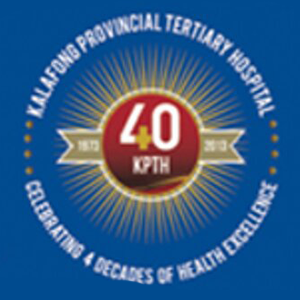 KALAFONG PROVINCIAL TERTIARY HOSPITAL
40
1973 2013
KPTH
CELEBRATING 4 DECADES OF HEALTH EXCELLENCE